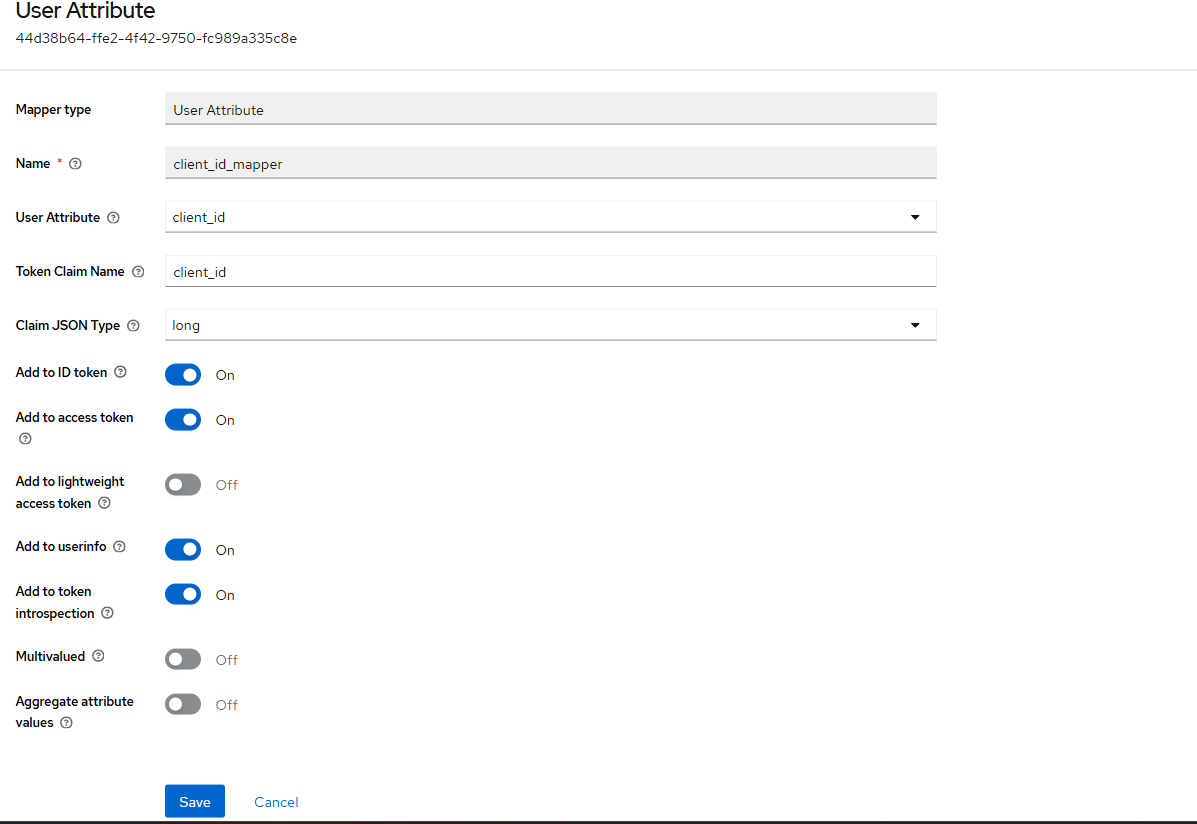 User Attribute
44d38b64-ffe2-4f42-9750-fc989a335c8e
Mapper type
User Attribute
Name *
client_id_mapper
User Attribute
client_id
Token Claim Name
client_id
Claim JSON Type
long
Add to ID token
On
Add to access token
On
Add to lightweight
access token
Off
Add to userinfo
On
Add to token
introspection
On
Multivalued
Off
Aggregate attribute
values
Off
Save
Cancel